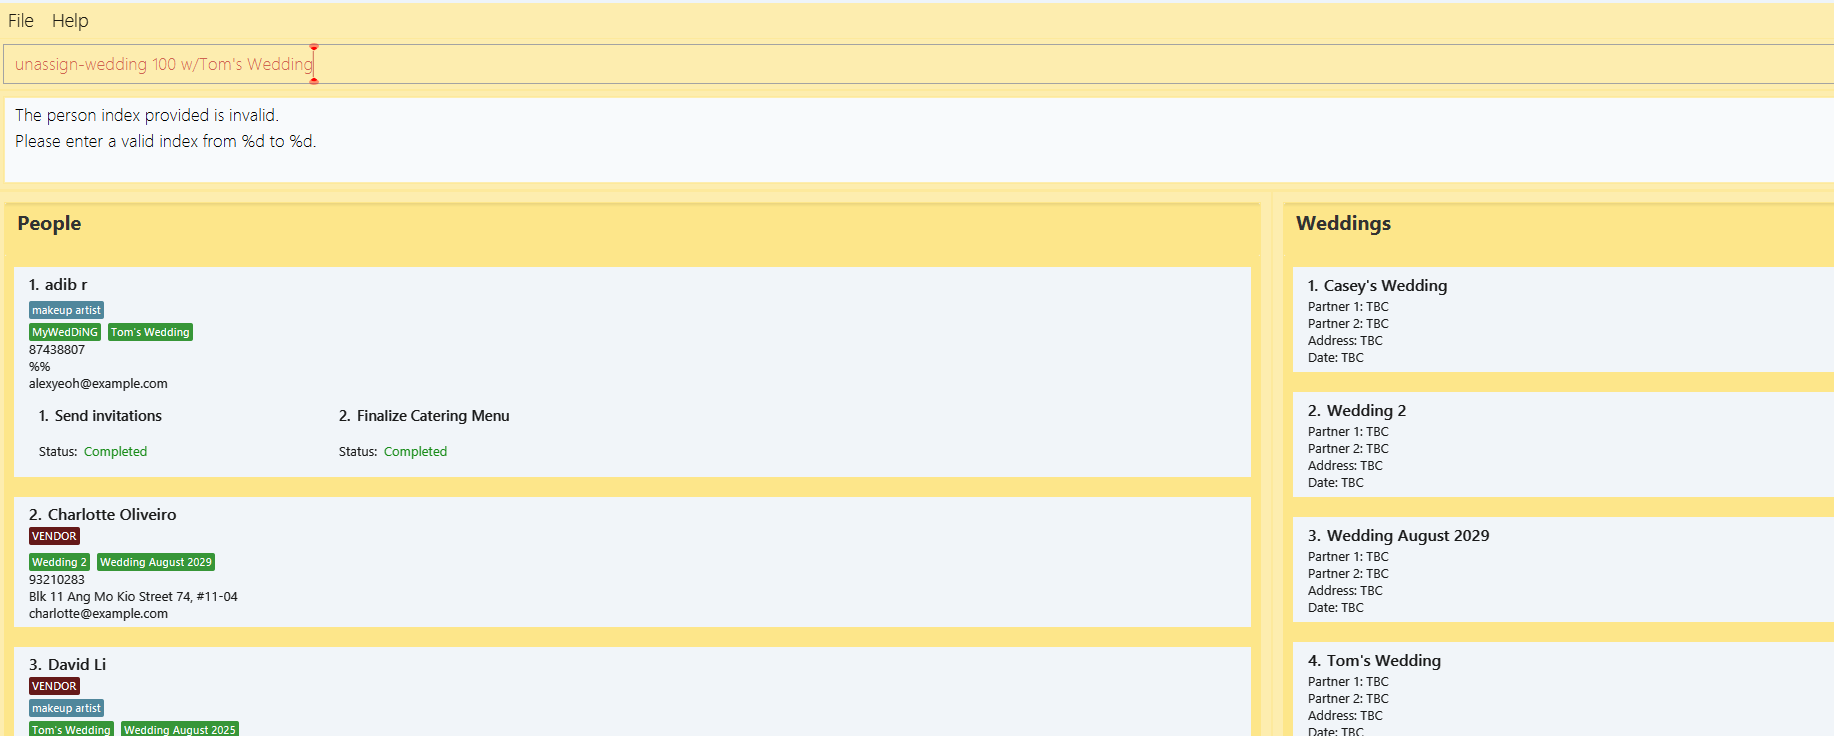 File Help
unassign-wedding 100 w/Tom's Wedding
The person index provided is invalid.
Please enter a valid index from %d to %d.
People
1. adib r
makeup artist
MyWedDiNG Tom's Wedding
87438807
%%
alexyeoh@example.com
1. Send invitations 2. Finalize Catering Menu
Status: Completed Status: Completed
2. Charlotte Oliveiro
VENDOR
Wedding 2 Wedding August 2029
93210283
Blk 11 Ang Mo Kio Street 74, #11-04
charlotte@example.com
3. David Li
VENDOR
makeup artist
Tom's Wedding Wedding August 2025
Weddings
1. Casey's Wedding
Partner 1: TBC
Partner 2: TBC
Address: TBC
Date: TBC
2. Wedding 2
Partner 1: TBC
Partner 2: TBC
Address: TBC
Date: TBC
3. Wedding August 2029
Partner 1: TBC
Partner 2: TBC
Address: TBC
Date: TBC
4. Tom's Wedding
Partner 1: TBC
Partner 2: TBC
Address: TBC
Date: TBC